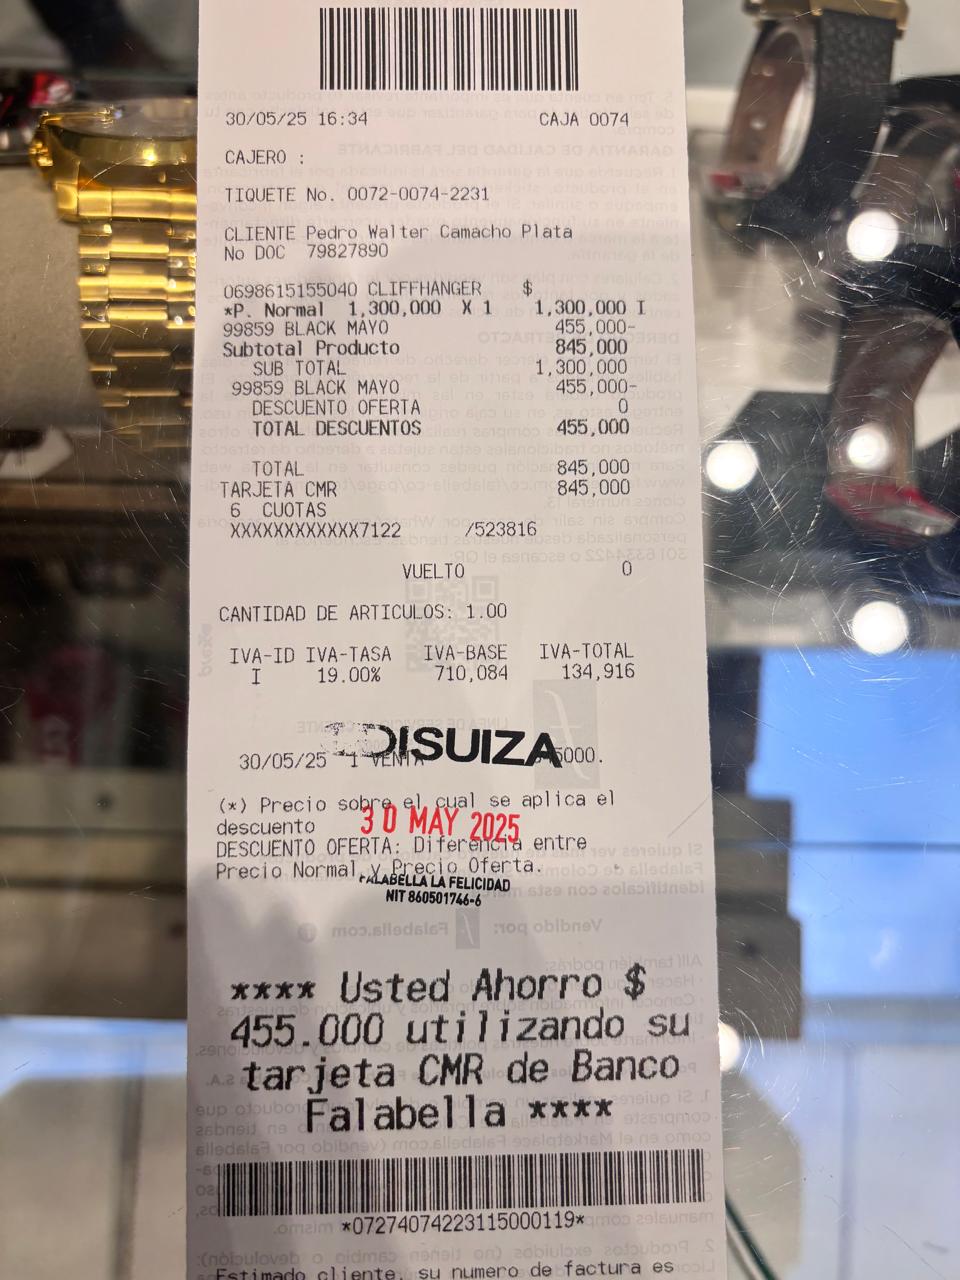 30/05/25 16:34 CAJA 0074
CAJERO :
TIQUETE No. 0072-0074-2231
CLIENTE Pedro Walter Camacho Plata
No DOC 79827890
0698615155040 CLIFFHANGER $
*P. Normal 1,300,000 X 1 1,300,000 I
99859 BLACK MAYO 455,000-
Subtotal Producto 845,000
SUB TOTAL 1,300,000
99859 BLACK MAYO 455,000-
DESCUENTO OFERTA 0
TOTAL DESCUENTOS 455,000
TOTAL 845,000
TARJETA CMR 845,000
6 CUOTAS
XXXXXXXXXXXX7122 /523816
VUELTO 0
CANTIDAD DE ARTICULOS: 1.00
IVA-ID IVA-TASA IVA-BASE IVA-TOTAL
I 19.00% 710,084 134,916
DISUIZA
30/05/25 1 VENTA 5000.
(*) Precio sobre el cual se aplica el
descuento
30 MAY 2025
DESCUENTO OFERTA: Diferencia entre
Precio Normal y Precio Oferta.
FALABELLA LA FELICIDAD
NIT 860501746-6
**** Usted Ahorro $
455.000 utilizando su
tarjeta CMR de Banco
Falabella ****
*07274074223115000119*
Estimado cliente, su numero de factura es